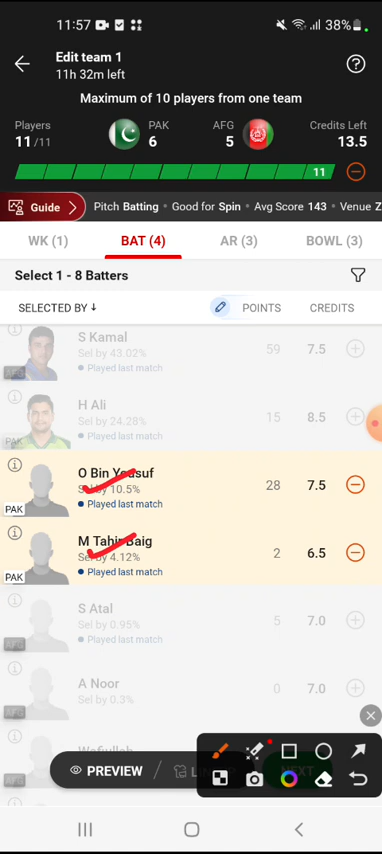 11:57
38%
Edit team 1
11h 32m left
Maximum of 10 players from one team
Players
11/11
PAK
6
AFG
5
Credits Left
13.5
11
Guide
Pitch Batting • Good for Spin • Avg Score 143 • Venue Z
WK (1)
BAT (4)
AR (3)
BOWL (3)
Select 1 - 8 Batters
SELECTED BY ↓
POINTS
CREDITS
S Kamal
Sel by 43.02%
Played last match
59
7.5
H Ali
Sel by 24.28%
Played last match
PAK
15
8.5
O Bin Yousuf
Sel by 10.5%
Played last match
PAK
28
7.5
M Tahir Baig
Sel by 4.12%
Played last match
PAK
2
6.5
S Atal
Sel by 0.95%
Played last match
AFG
5
7.0
A Noor
Sel by 0.3%
AFG
0
7.0
Wafiullah
PREVIEW
NEXT